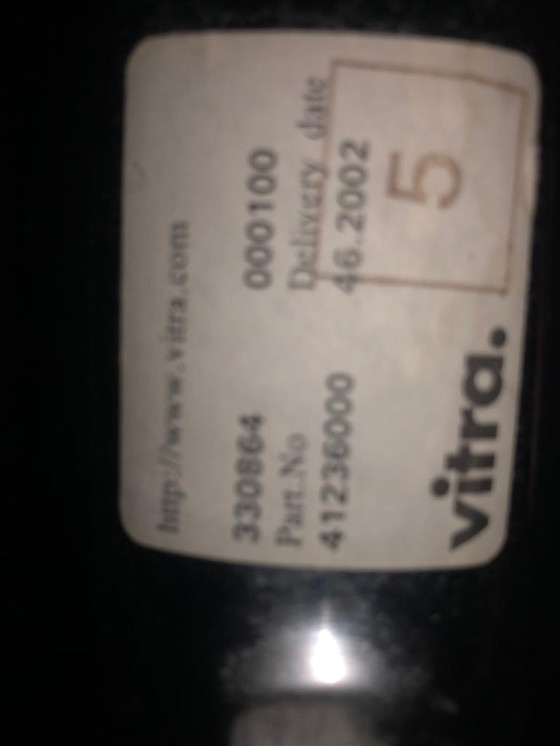 http://www.vitra.com
330864 000100
Part.No Delivery date
41236000 46.2002
5
vitra.